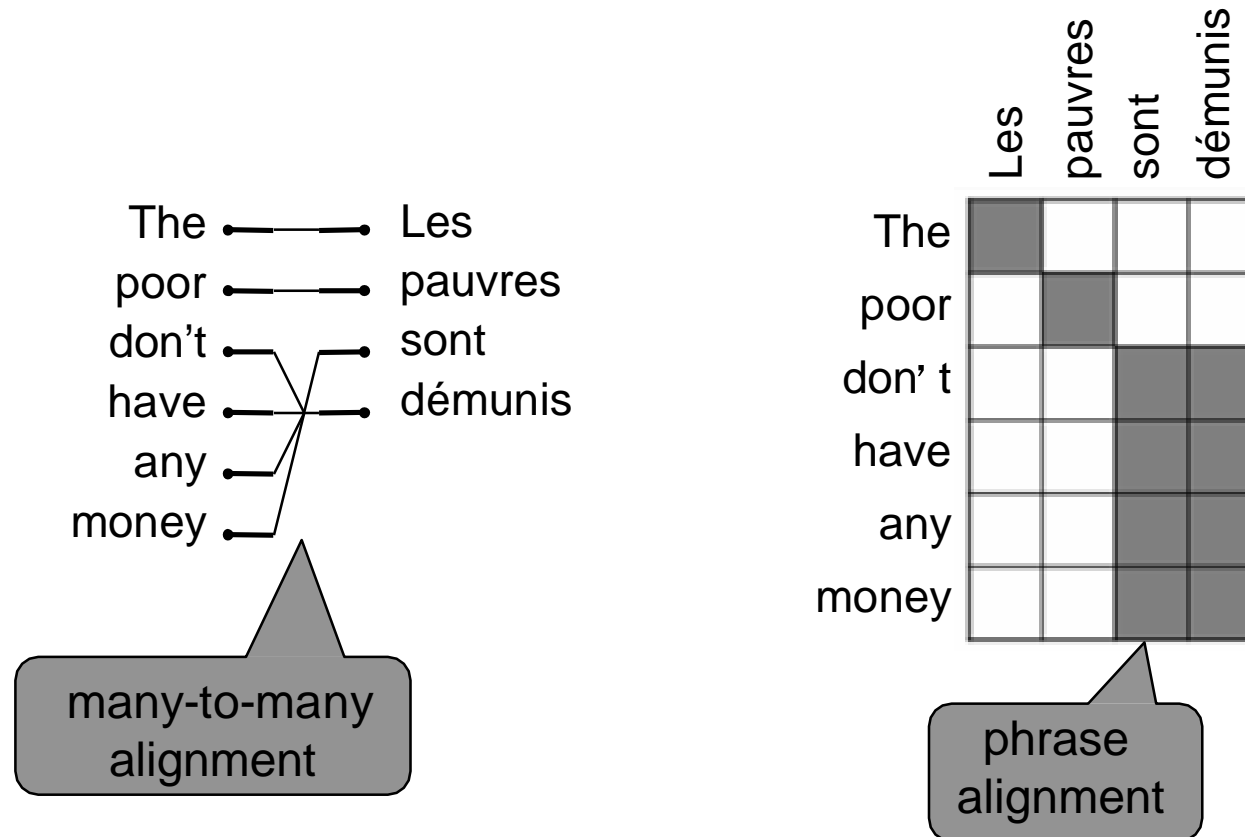 The Les
poor pauvres
don't sont
have démunis
any
money
many-to-many
alignment
Les pauvres sont démunis
The
poor
don' t
have
any
money
phrase
alignment